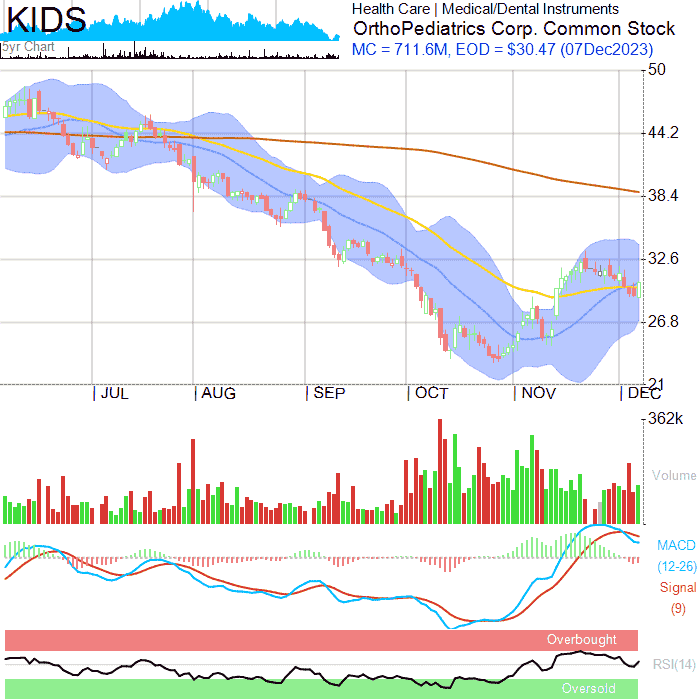 KIDS
5yr Chart
Health Care | Medical/Dental Instruments
OrthoPediatrics Corp. Common Stock
MC = 711.6M, EOD = $30.47 (07Dec2023)
50
44.2
38.4
32.6
26.8
21
JUL AUG SEP OCT NOV DEC
362k
Volume
MACD
(12-26)
Signal
(9)
Overbought
RSI(14)
Oversold